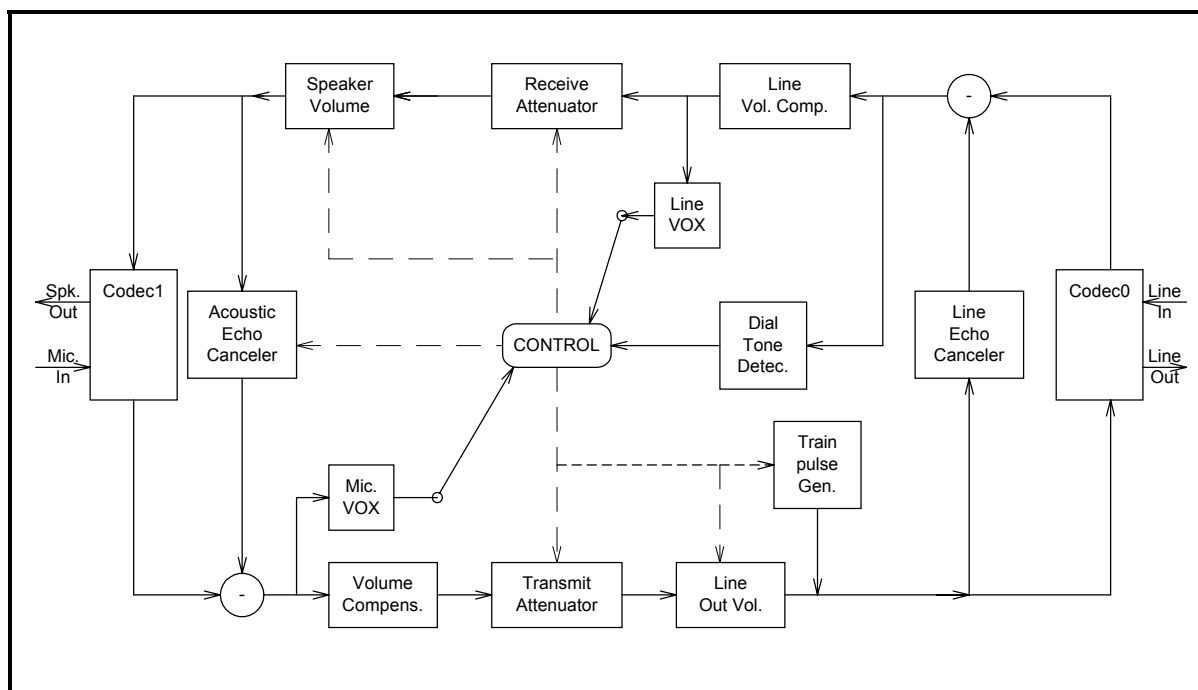 Speaker
Volume
Receive
Attenuator
Line
Vol. Comp.
-
Line
VOX
Spk.
Out
Mic.
In
Codec1
Acoustic
Echo
Canceler
CONTROL
Dial
Tone
Detec.
Line
Echo
Canceler
Codec0
Line
In
Line
Out
Train
pulse
Gen.
Mic.
VOX
-
Volume
Compens.
Transmit
Attenuator
Line
Out Vol.